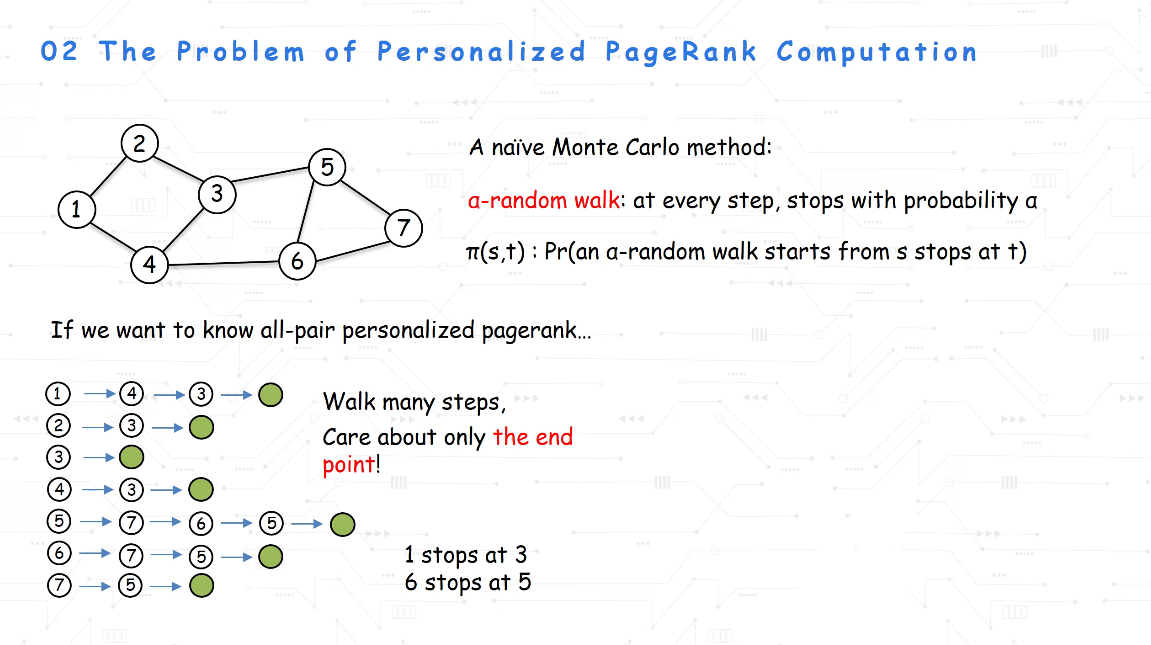 02 The Problem of Personalized PageRank Computation
2
5
3
1
7
4
6
A naïve Monte Carlo method:
α-random walk: at every step, stops with probability α
π(s,t) : Pr(an α-random walk starts from s stops at t)
If we want to know all-pair personalized pagerank…
1 4 3
2 3
3
4 3
5 7 6 5
6 7 5
7 5
Walk many steps,
Care about only the end
point!
1 stops at 3
6 stops at 5